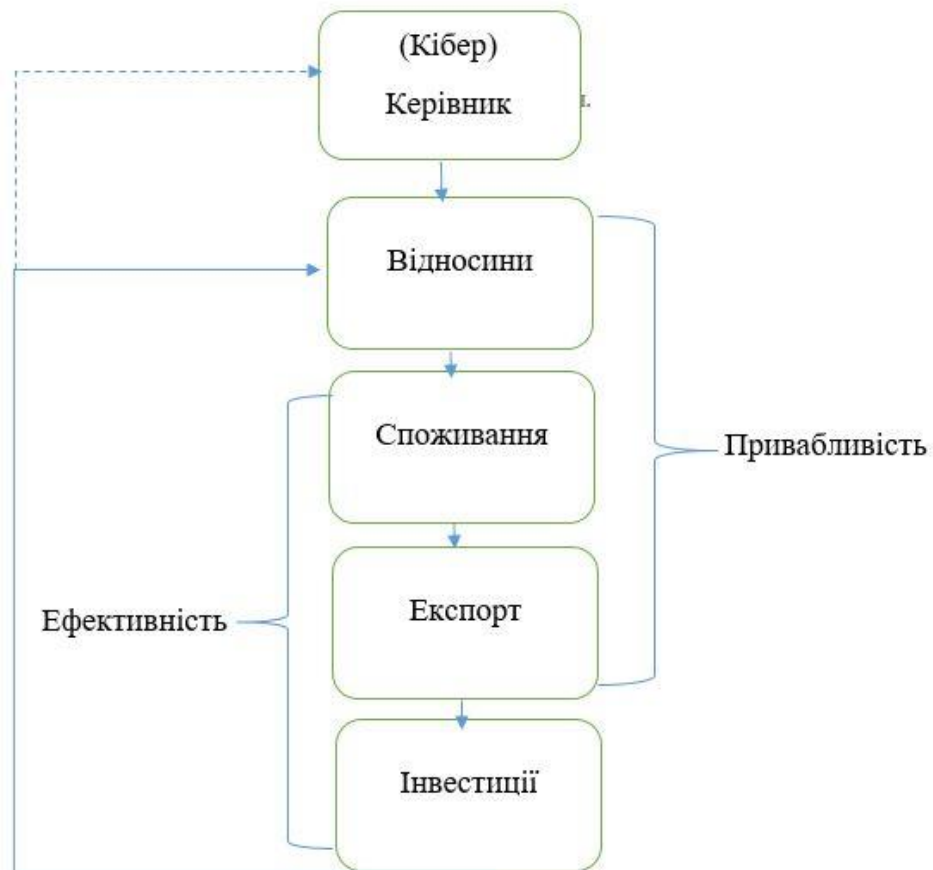 (Кібер)
Керівник
Відносини
Споживання
Привабливість
Експорт
Ефективність
Інвестиції